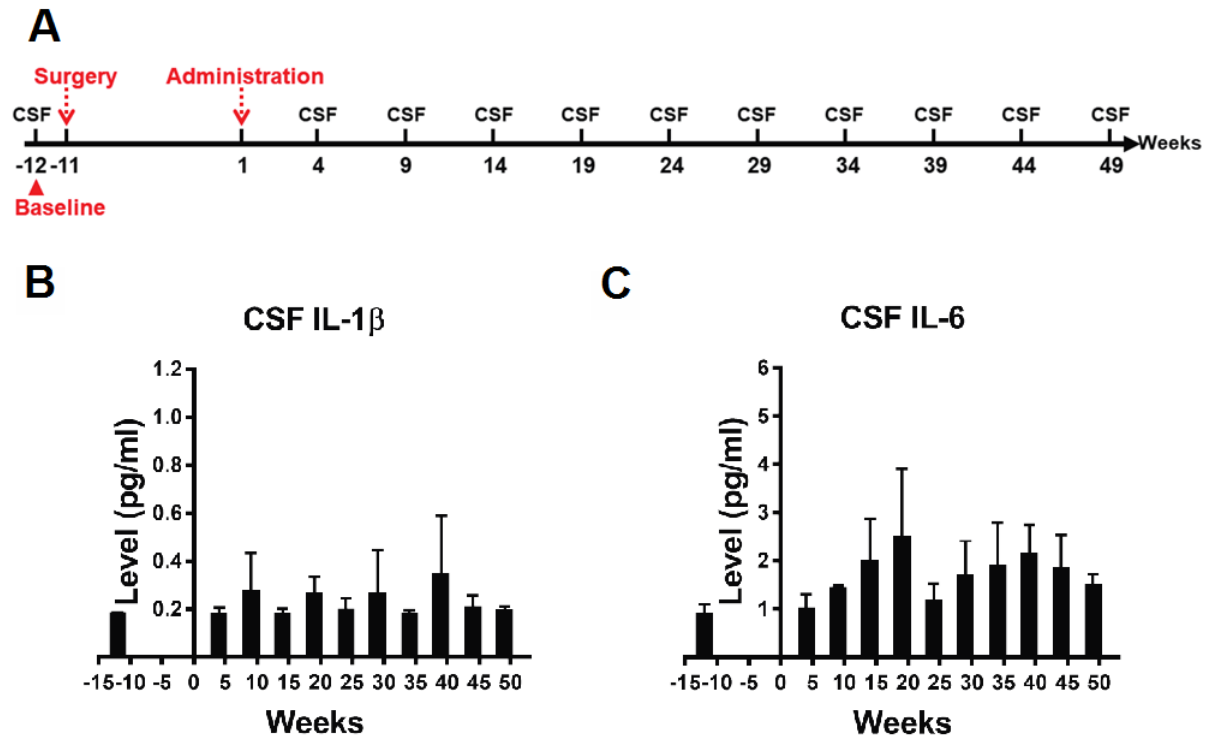 A
Surgery Administration
CSF CSF CSF CSF CSF CSF CSF CSF CSF CSF CSF
Weeks
-12 -11 1 4 9 14 19 24 29 34 39 44 49
Baseline
B
CSF IL-1β
Level (pg/ml)
1.2
1.0
0.8
0.6
0.4
0.2
-15 -10 -5 0 5 10 15 20 25 30 35 40 45 50
Weeks
C
CSF IL-6
Level (pg/ml)
6
5
4
3
2
1
-15 -10 -5 0 5 10 15 20 25 30 35 40 45 50
Weeks